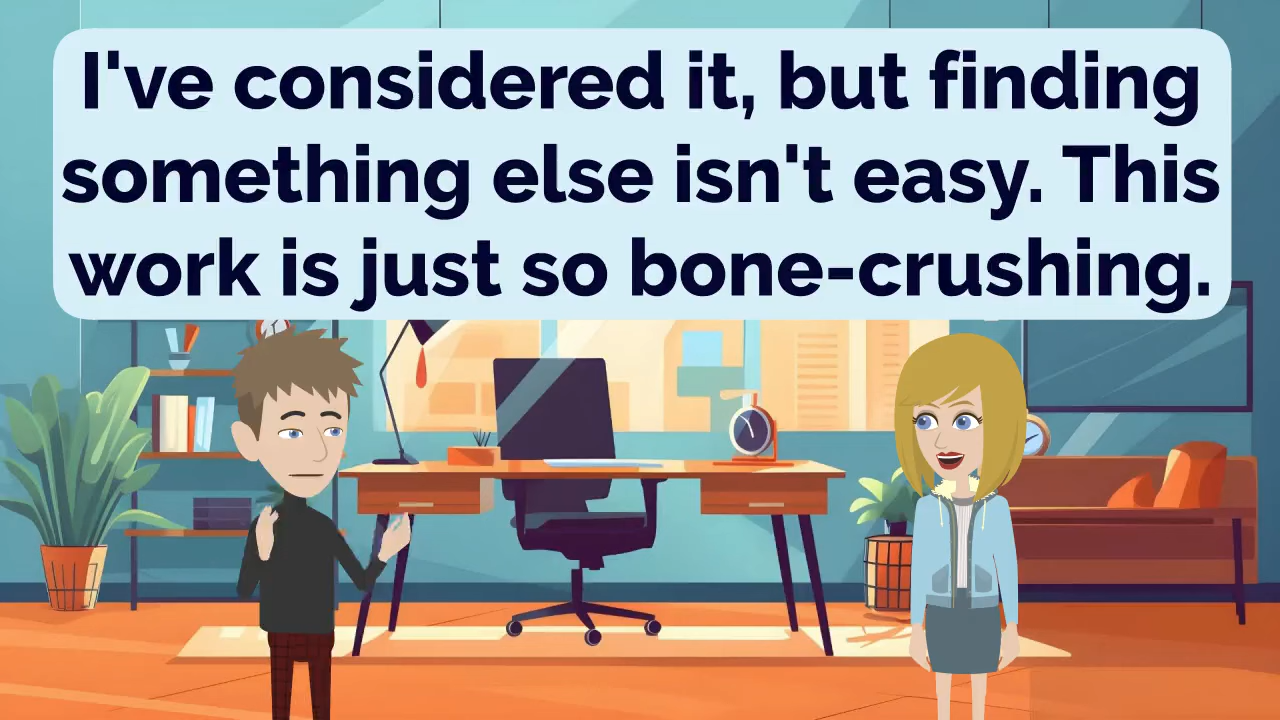 I've considered it, but finding
something else isn't easy. This
work is just so bone-crushing.